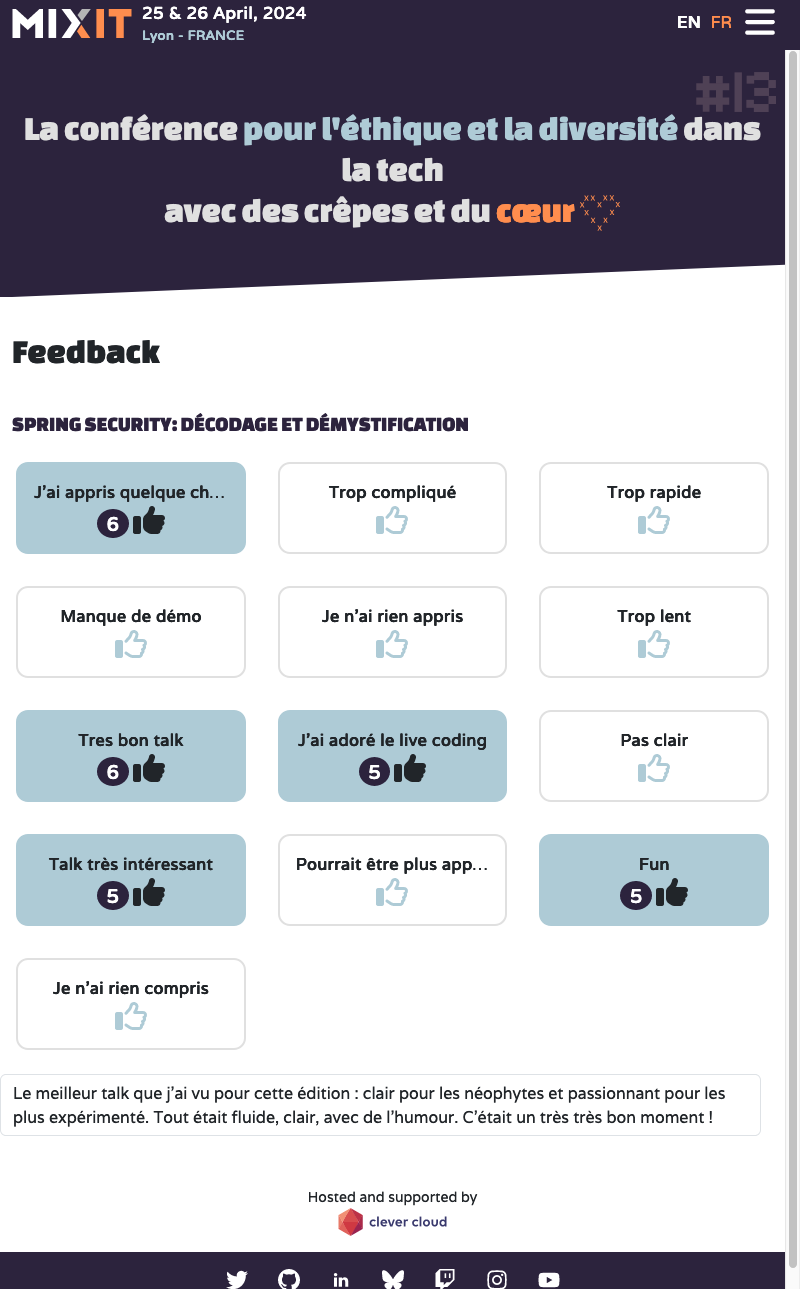 MIXIT
25 & 26 April, 2024
Lyon - FRANCE
EN FR
#13
La conférence pour l'éthique et la diversité dans
la tech
avec des crêpes et du cœur
Feedback
SPRING SECURITY: DÉCODAGE ET DÉMYSTIFICATION
J'ai appris quelque ch...
6
Trop compliqué
Trop rapide
Manque de démo
Je n'ai rien appris
Trop lent
Tres bon talk
6
J'ai adoré le live coding
5
Pas clair
Talk très intéressant
5
Pourrait être plus app...
Fun
5
Je n'ai rien compris
Le meilleur talk que j'ai vu pour cette édition : clair pour les néophytes et passionnant pour les
plus expérimenté. Tout était fluide, clair, avec de l'humour. C'était un très très bon moment !
Hosted and supported by
clever cloud